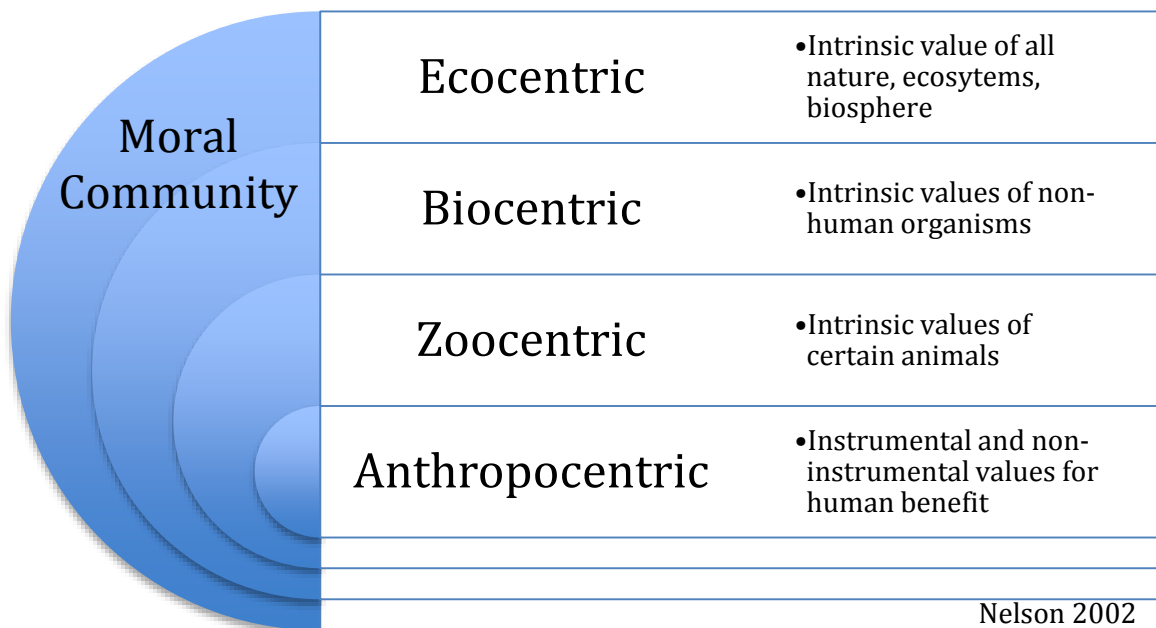 Moral
Community
Ecocentric
•Intrinsic value of all
nature, ecosytems,
biosphere
Biocentric
•Intrinsic values of non-
human organisms
Zoocentric
•Intrinsic values of
certain animals
Anthropocentric
•Instrumental and non-
instrumental values for
human benefit
Nelson 2002